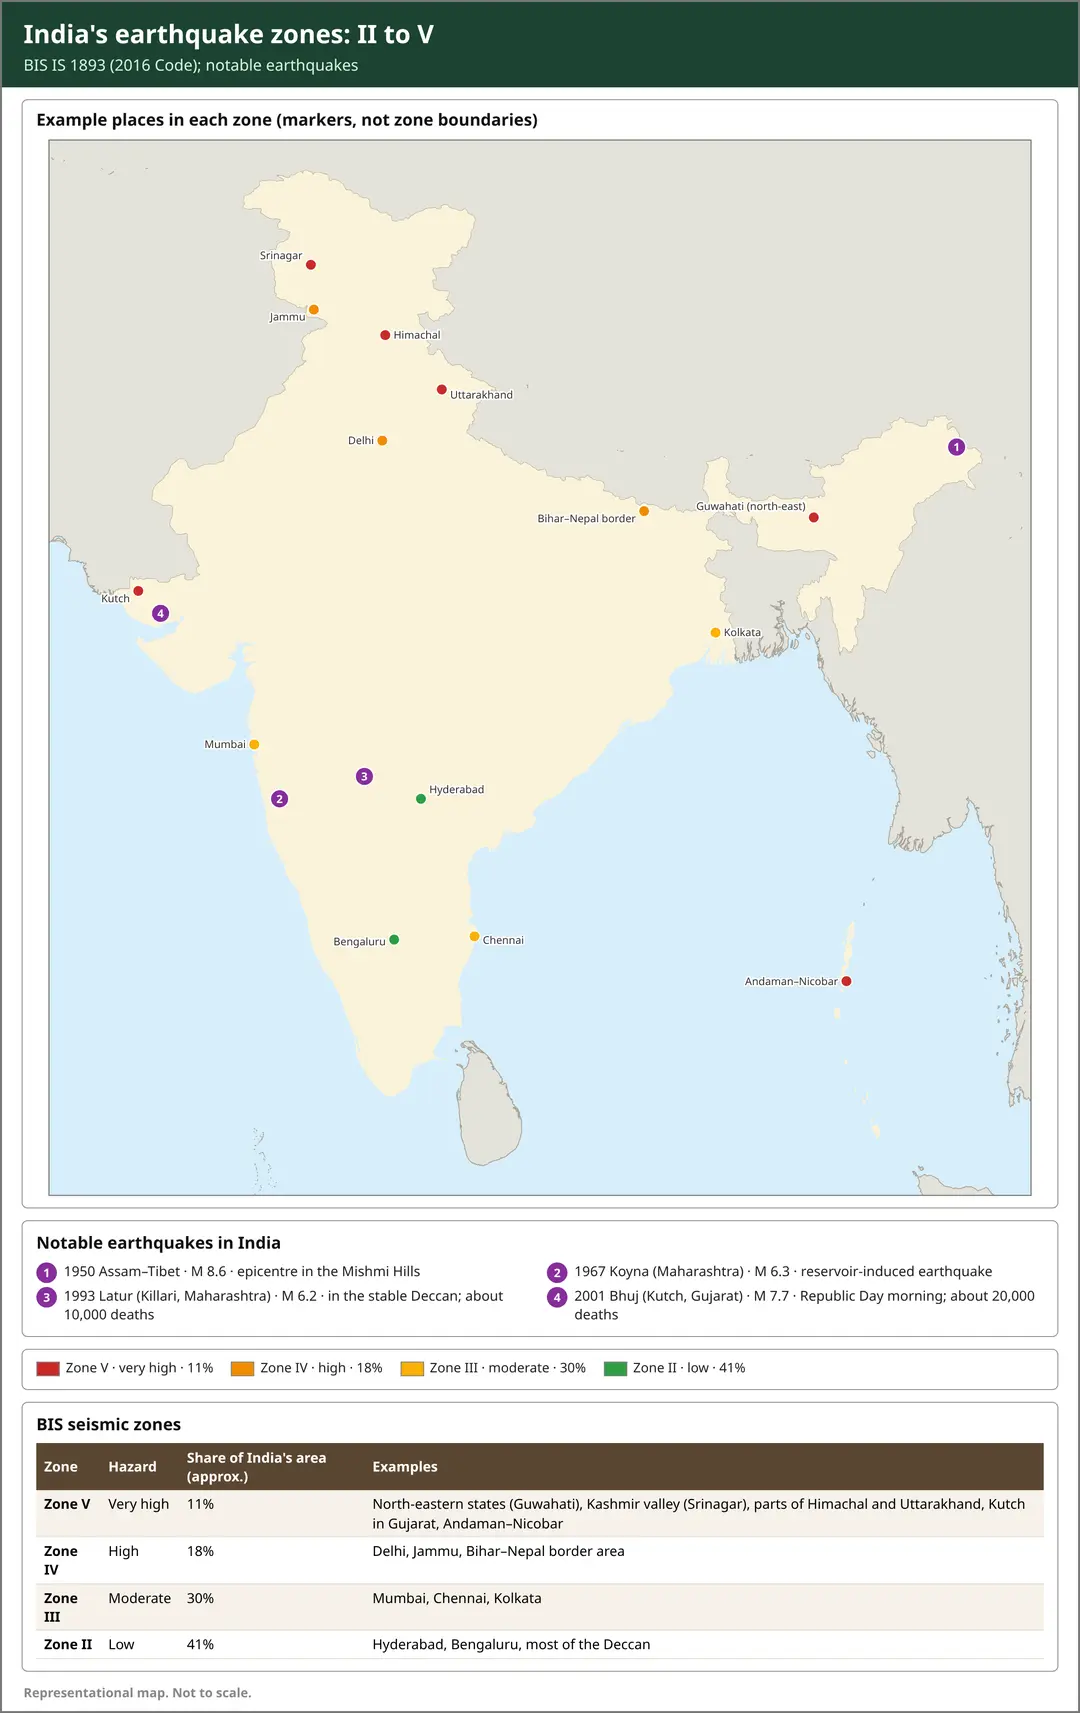 India's earthquake zones: II to V
BIS IS 1893 (2016 Code); notable earthquakes
Example places in each zone (markers, not zone boundaries)
Srinagar
Jammu
Himachal
Uttarakhand
Delhi
1
Guwahati (north-east)
Bihar–Nepal border
Kutch
4
Kolkata
Mumbai
3
Hyderabad
2
Bengaluru
Chennai
Andaman–Nicobar
Notable earthquakes in India
1 1950 Assam–Tibet · M 8.6 · epicentre in the Mishmi Hills
2 1967 Koyna (Maharashtra) · M 6.3 · reservoir-induced earthquake
3 1993 Latur (Killari, Maharashtra) · M 6.2 · in the stable Deccan; about
10,000 deaths
4 2001 Bhuj (Kutch, Gujarat) · M 7.7 · Republic Day morning; about 20,000
deaths
Zone V · very high · 11% Zone IV · high · 18% Zone III · moderate · 30% Zone II · low · 41%
BIS seismic zones
Zone Hazard Share of India's area
(approx.) Examples
Zone V Very high 11% North-eastern states (Guwahati), Kashmir valley (Srinagar), parts of Himachal and Uttarakhand, Kutch
in Gujarat, Andaman–Nicobar
Zone
IV High 18% Delhi, Jammu, Bihar–Nepal border area
Zone
III Moderate 30% Mumbai, Chennai, Kolkata
Zone II Low 41% Hyderabad, Bengaluru, most of the Deccan
Representational map. Not to scale.